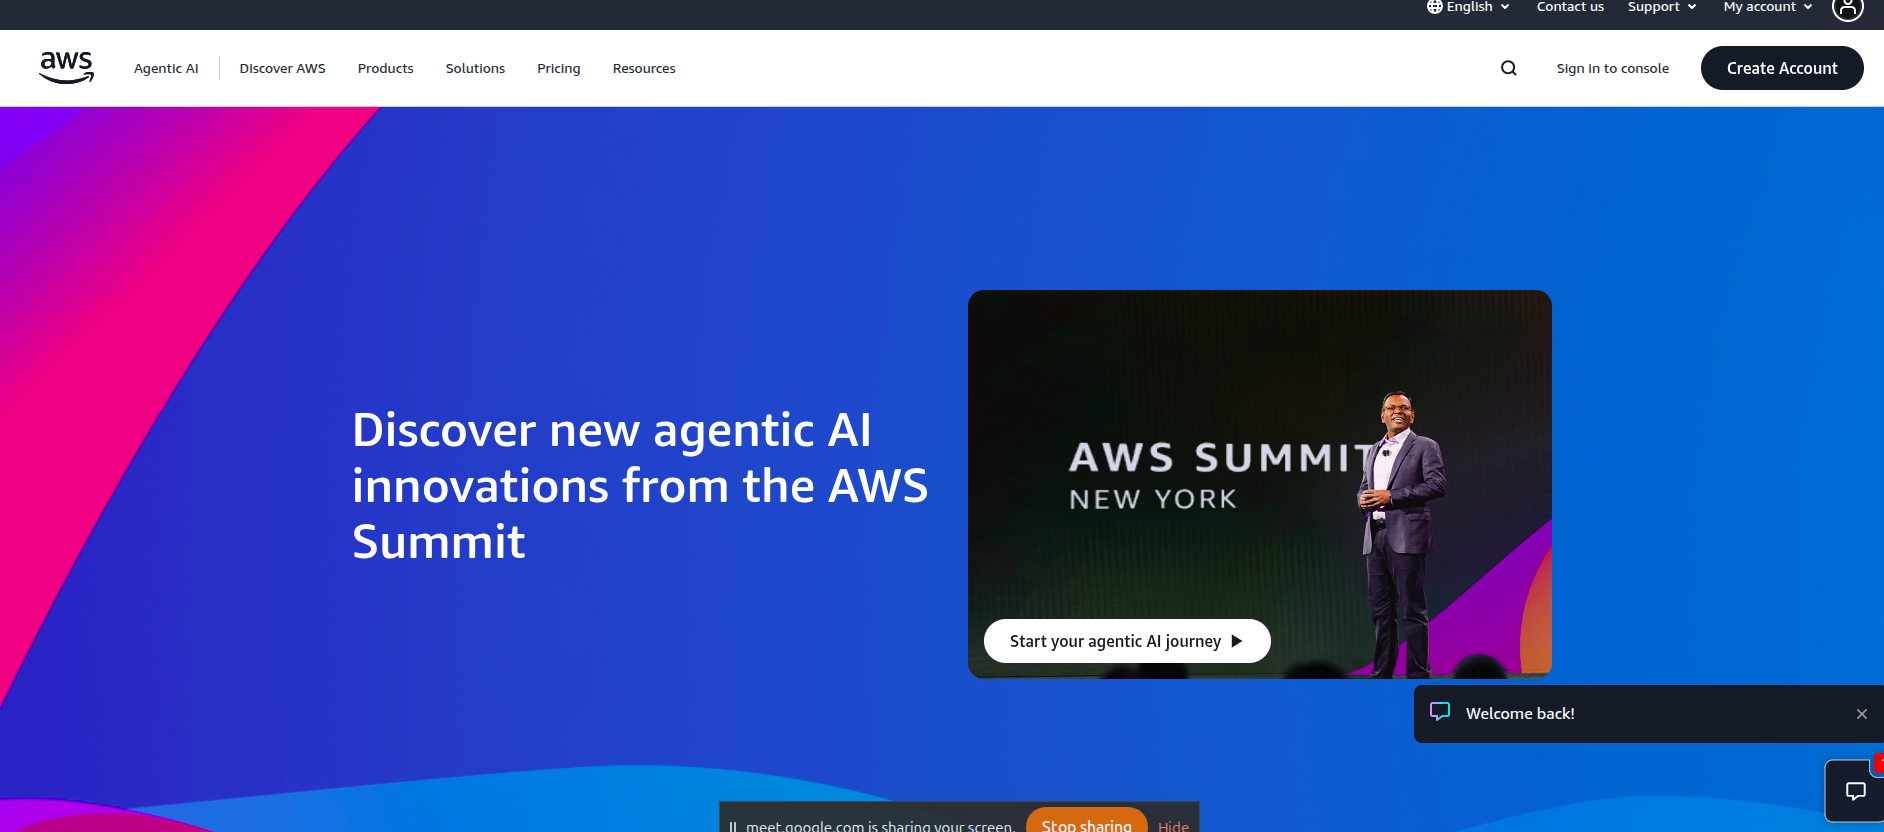 English
Contact us
Support
My account
aws
Agentic AI
Discover AWS
Products
Solutions
Pricing
Resources
Sign in to console
Create Account
Discover new agentic AI
innovations from the AWS
Summit
AWS SUMMIT
NEW YORK
Start your agentic AI journey
Welcome back!
meet.google.com is sharing your screen.
Stop sharing
Hide